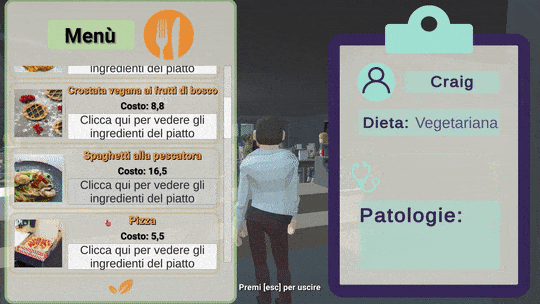 Menù
ingredienti del piatto
Crostata vegana ai frutti di bosco
Costo: 8,8
Clicca qui per vedere gli
ingredienti del piatto
Spaghetti alla pescatora
Costo: 16,5
Clicca qui per vedere gli
ingredienti del piatto
Pizza
Costo: 5,5
Clicca qui per vedere gli
ingredienti del piatto
Premi [esc] per uscire
Craig
Dieta: Vegetariana
Patologie: